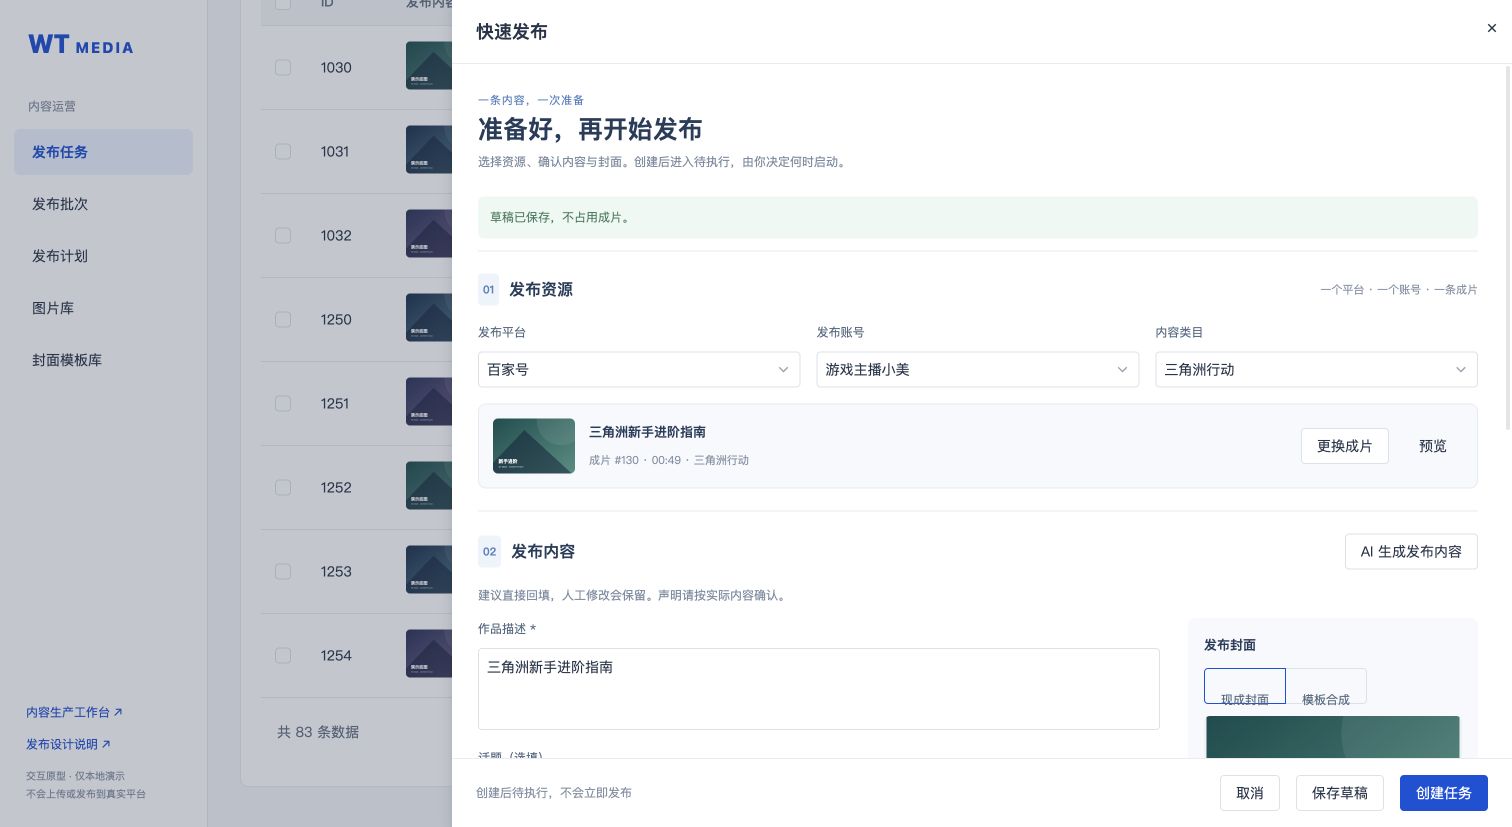 WT MEDIA
内容运营
发布任务
发布批次
发布计划
图片库
封面模板库
内容生产工作台 ↗
发布设计说明 ↗
交互原型 · 仅本地演示
不会上传或发布到真实平台
ID
发布内容
1030
1031
1032
1250
1251
1252
1253
1254
共 83 条数据
快速发布
×
一条内容，一次准备
准备好，再开始发布
选择资源、确认内容与封面。创建后进入待执行，由你决定何时启动。
草稿已保存，不占用成片。
01 发布资源
一个平台 · 一个账号 · 一条成片
发布平台
发布账号
内容类目
百家号
游戏主播小美
三角洲行动
新手进阶
三角洲新手进阶指南
成片 #130 · 00:49 · 三角洲行动
更换成片
预览
02 发布内容
AI 生成发布内容
建议直接回填，人工修改会保留。声明请按实际内容确认。
作品描述 *
三角洲新手进阶指南
话题（选填）
发布封面
现成封面
模板合成
创建后待执行，不会立即发布
取消
保存草稿
创建任务